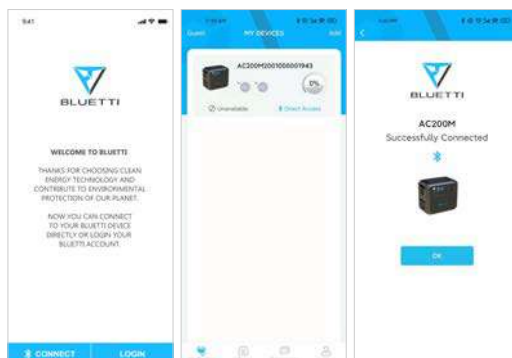 9:41
BLUETTI
WELCOME TO BLUETTI
THANKS FOR CHOOSING CLEAN
ENERGY TECHNOLOGY AND
CONTRIBUTE TO ENVIRONMENTAL
PROTECTION OF OUR PLANET.
NOW YOU CAN CONNECT
TO YOUR BLUETTI DEVICE
DIRECTLY OR LOGIN YOUR
BLUETTI ACCOUNT.
CONNECT
LOGIN
Guest
MY DEVICES
Add
AC200M2001000001943
0%
Unavailable
Direct Access
BLUETTI
AC200M
Successfully Connected
OK